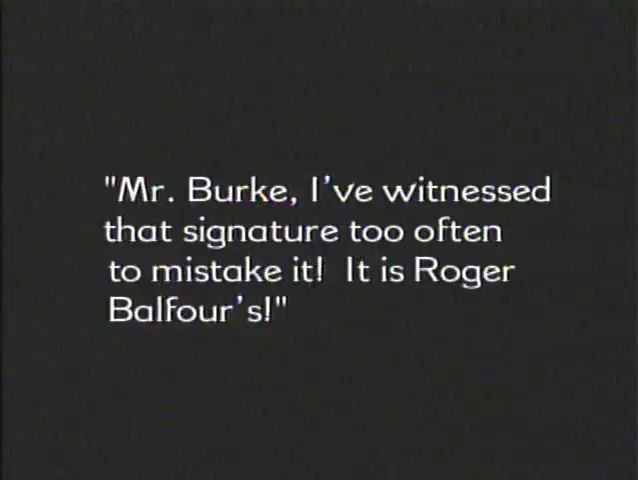 "Mr. Burke, I've witnessed
that signature too often
to mistake it!  It is Roger
Balfour's!"